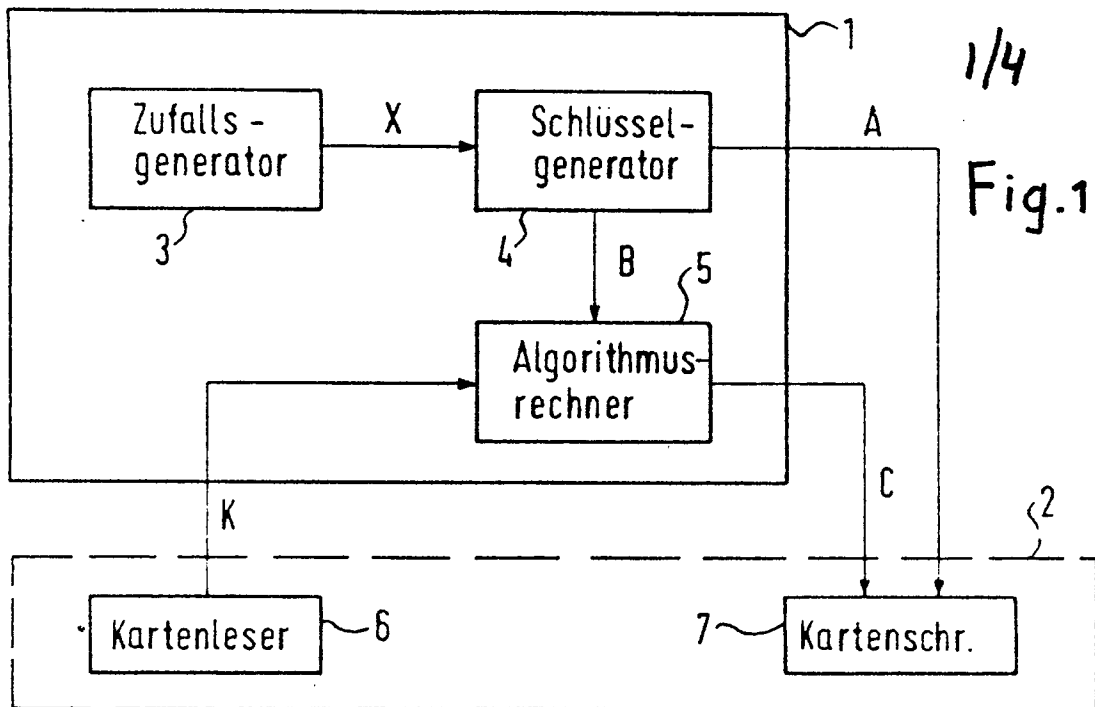 1
1/4
Zufalls-
generator
X
Schlüssel-
generator
A
Fig.1
3
4
B
5
Algorithmus-
rechner
K
C
2
Kartenleser
6
7
Kartenschr.